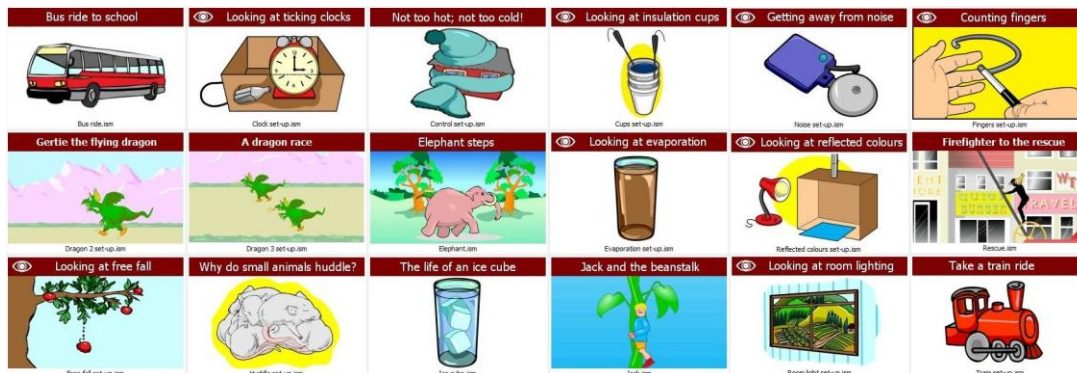 Bus ride to school
Looking at ticking clocks
Not too hot; not too cold!
Looking at insulation cups
Getting away from noise
Counting fingers
Bus ride.ism
Clock set-up.ism
Control set-up.ism
Cups set-up.ism
Noise set-up.ism
Fingers set-up.ism
Gertie the flying dragon
A dragon race
Elephant steps
Looking at evaporation
Looking at reflected colours
Firefighter to the rescue
QUICK
BURGER
TRAVEL
Dragon 2 set-up.ism
Dragon 3 set-up.ism
Elephant.ism
Evaporation set-up.ism
Reflected colours set-up.ism
Rescue.ism
Looking at free fall
Why do small animals huddle?
The life of an ice cube
Jack and the beanstalk
Looking at room lighting
Take a train ride